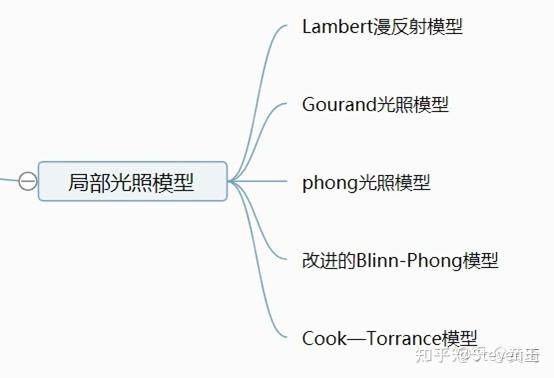 Lambert漫反射模型
Gourand光照模型
局部光照模型
phong光照模型
改进的Blinn-Phong模型
Cook—Torrance模型
知乎 @Steven